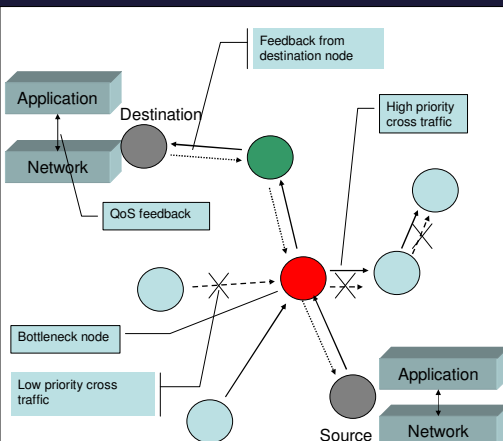 Feedback from
destination node
Application
Destination
High priority
cross traffic
Network
QoS feedback
Bottleneck node
Low priority cross
traffic
Application
Source
Network